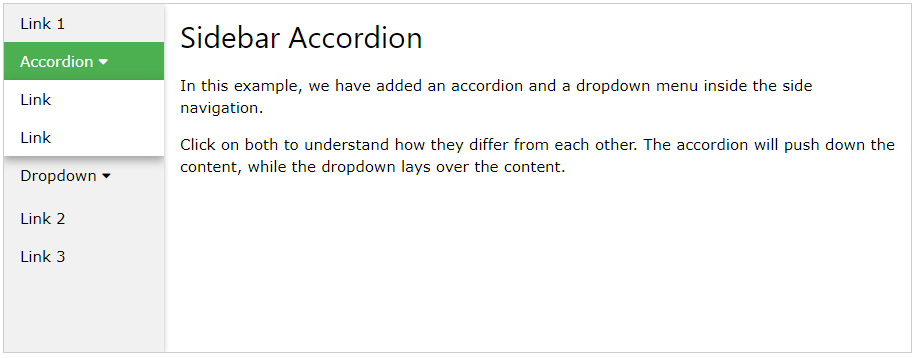 Link 1
Accordion
Link
Link
Dropdown
Link 2
Link 3
Sidebar Accordion
In this example, we have added an accordion and a dropdown menu inside the side
navigation.
Click on both to understand how they differ from each other. The accordion will push down the
content, while the dropdown lays over the content.